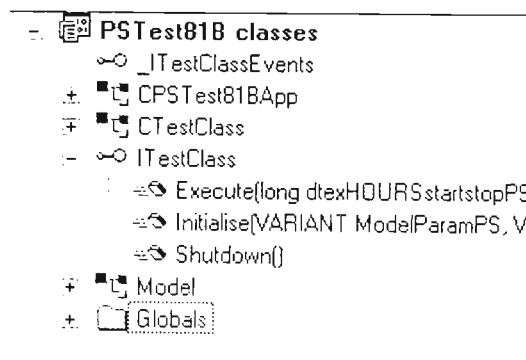 PSTest81B classes
_ITestClassEvents
CPSTest81BApp
CTestClass
ITestClass
Execute(long dtexHOURSstartstopPS
Initialise(VARIANT ModelParamPS, V
Shutdown()
Model
Globals